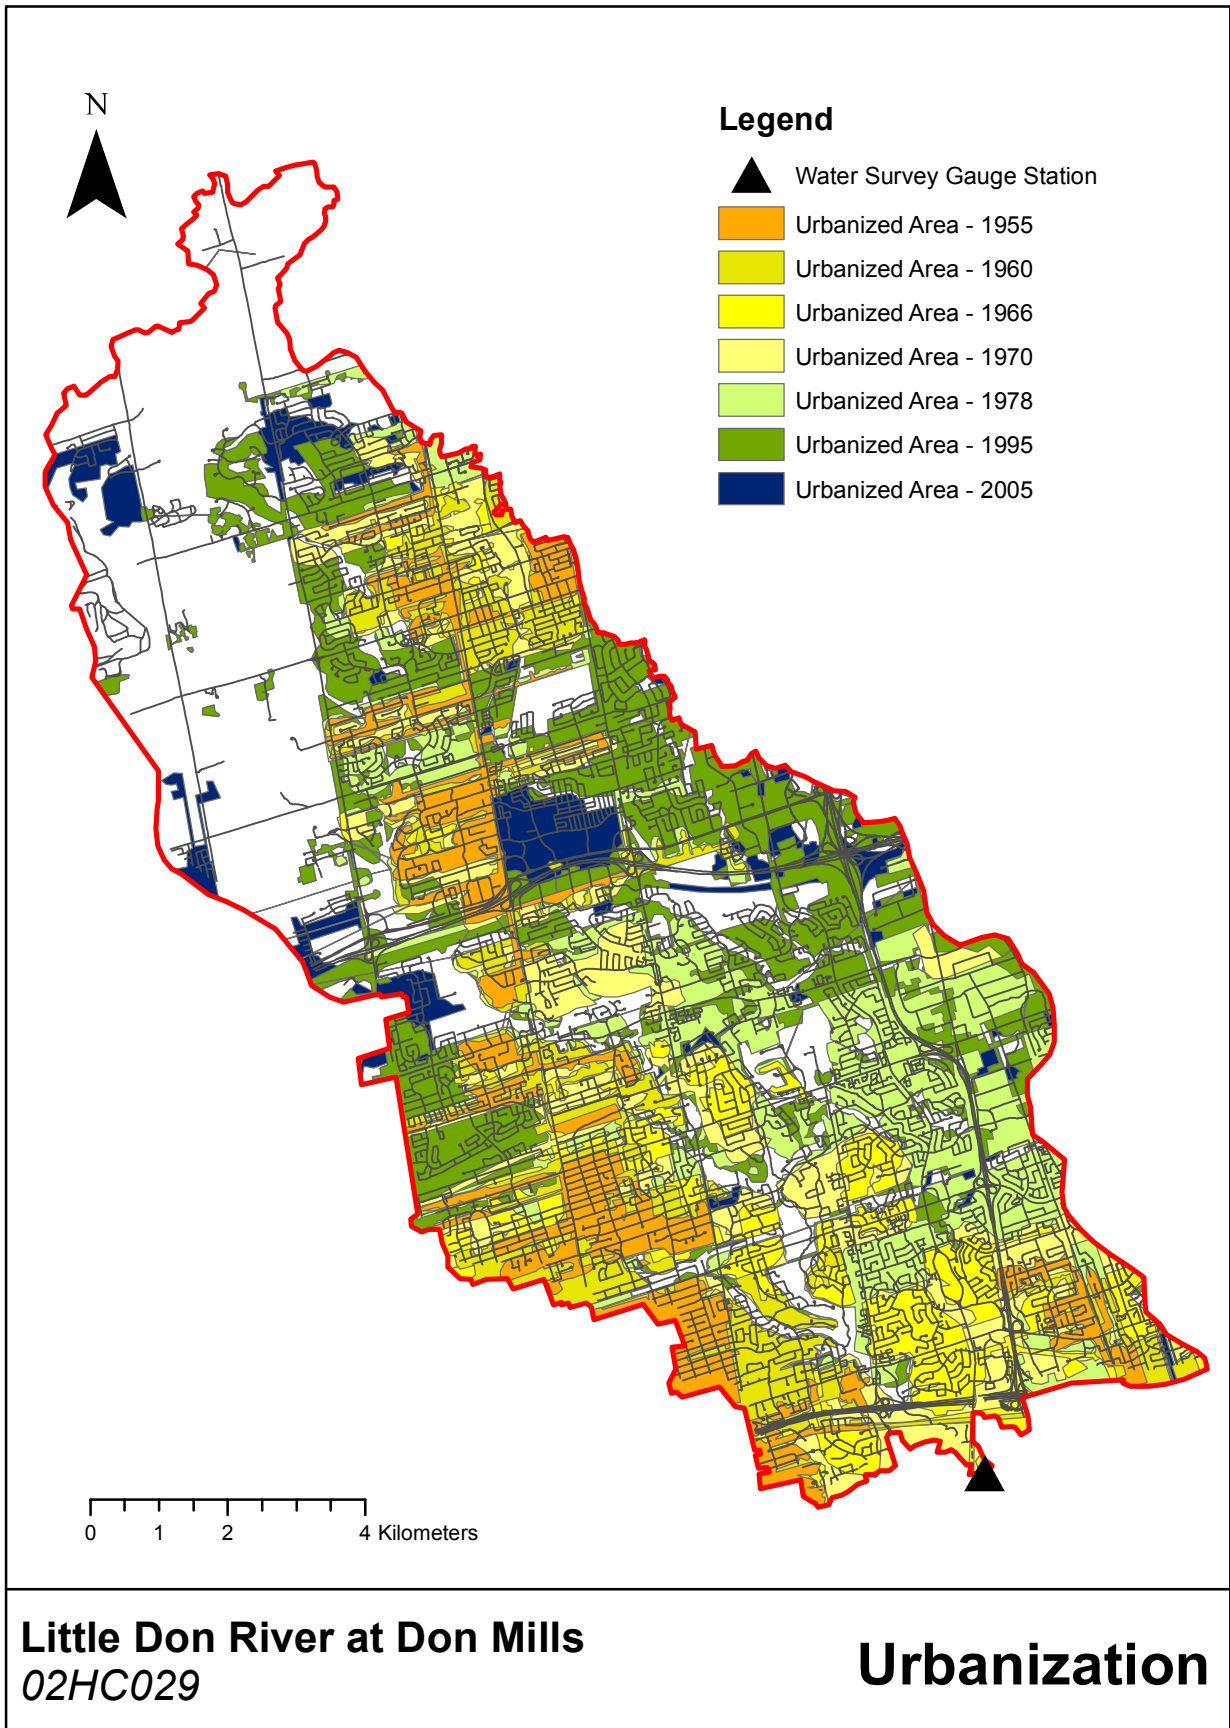 N
Legend
Water Survey Gauge Station
Urbanized Area - 1955
Urbanized Area - 1960
Urbanized Area - 1966
Urbanized Area - 1970
Urbanized Area - 1978
Urbanized Area - 1995
Urbanized Area - 2005
0 1 2 4 Kilometers
Little Don River at Don Mills
02HC029
Urbanization